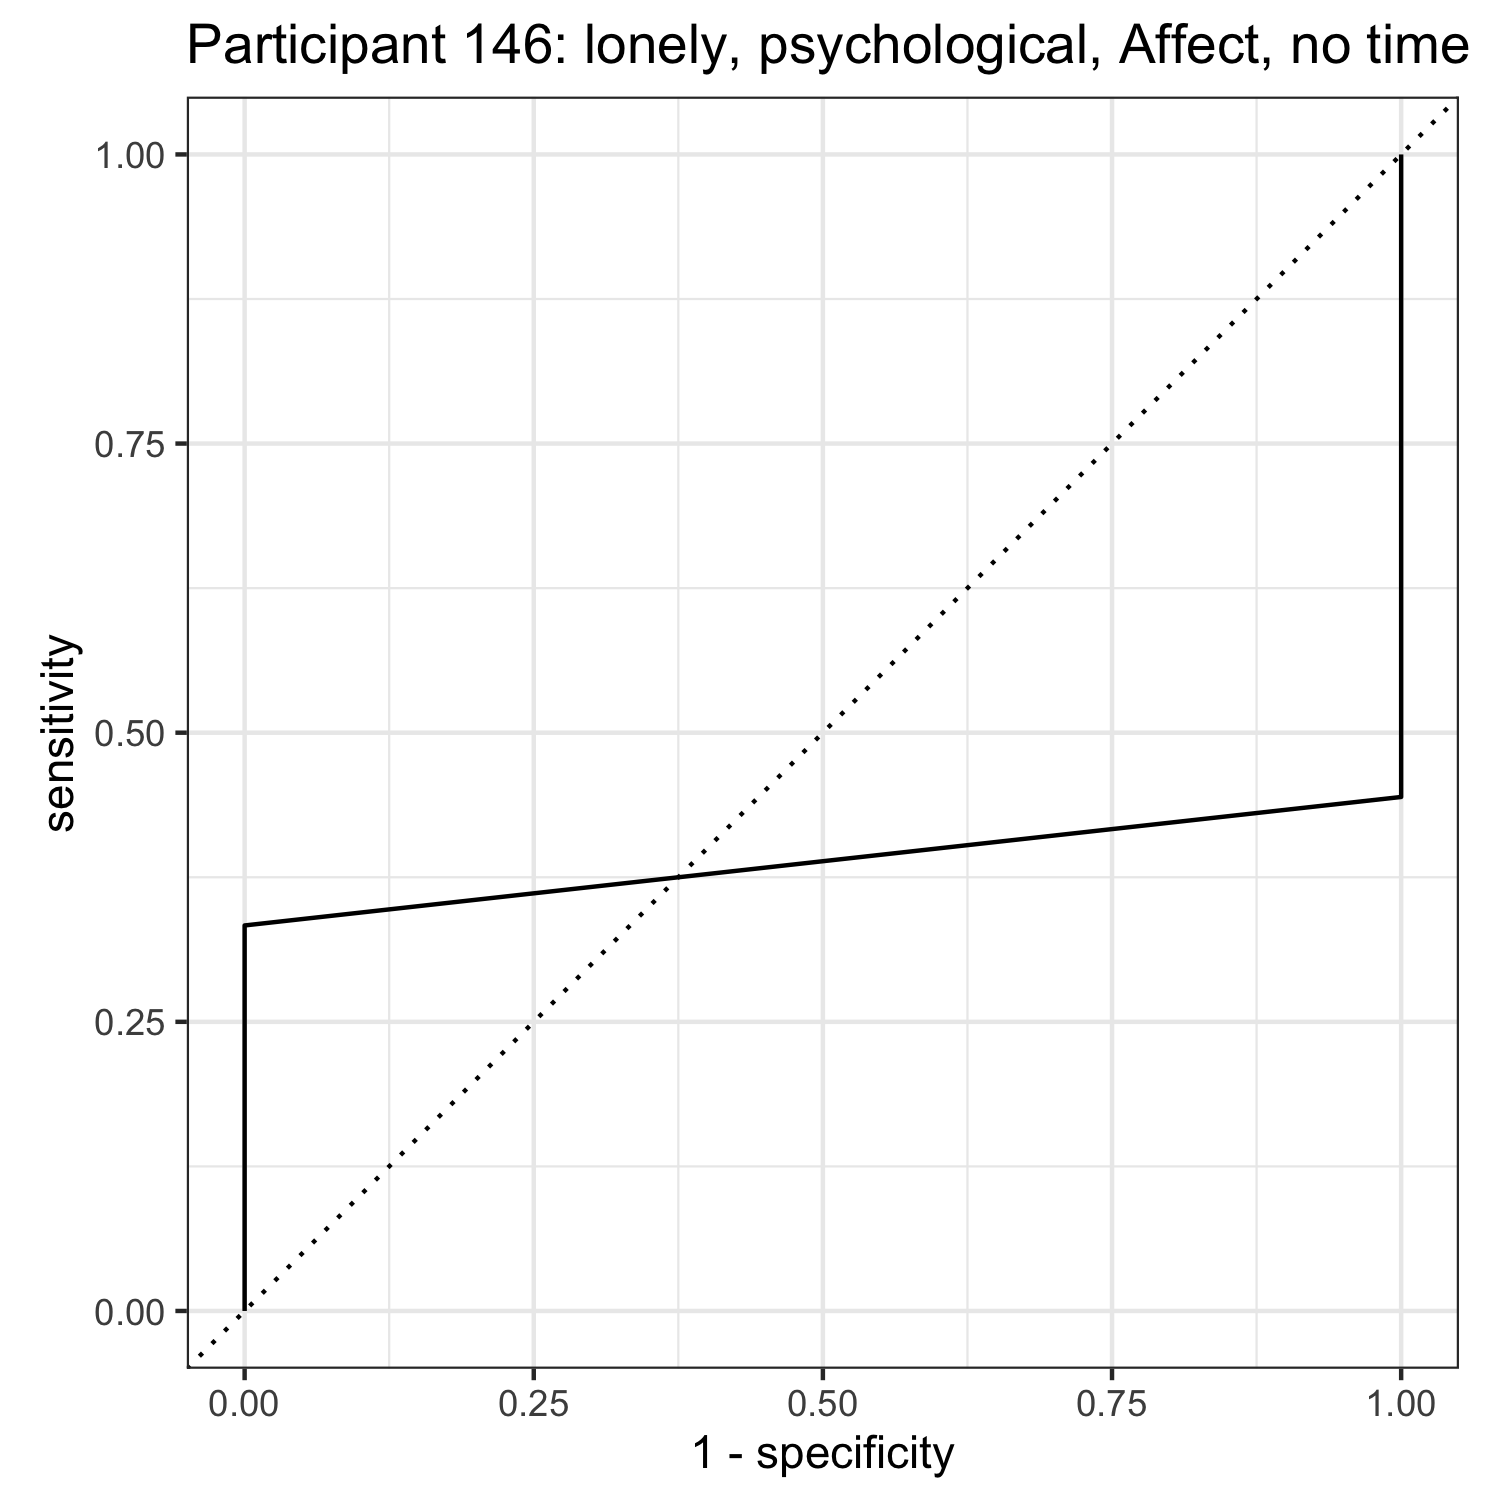 Participant 146: lonely, psychological, Affect, no time
1.00
0.75
0.50
0.25
0.00
sensitivity
0.00 0.25 0.50 0.75 1.00
1 - specificity